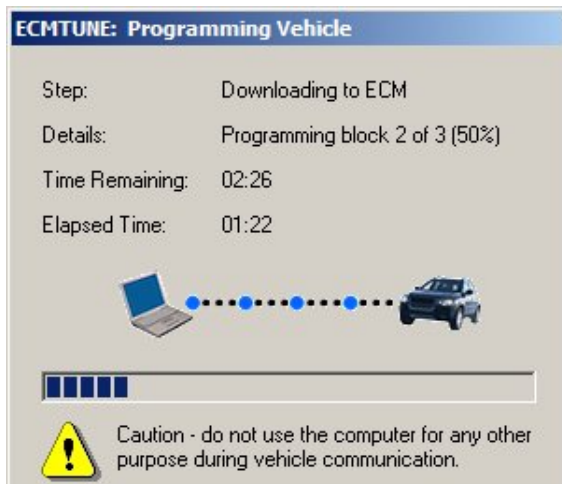 ECMTUNE: Programming Vehicle
Step: Downloading to ECM
Details: Programming block 2 of 3 (50%)
Time Remaining: 02:26
Elapsed Time: 01:22
Caution - do not use the computer for any other
purpose during vehicle communication.